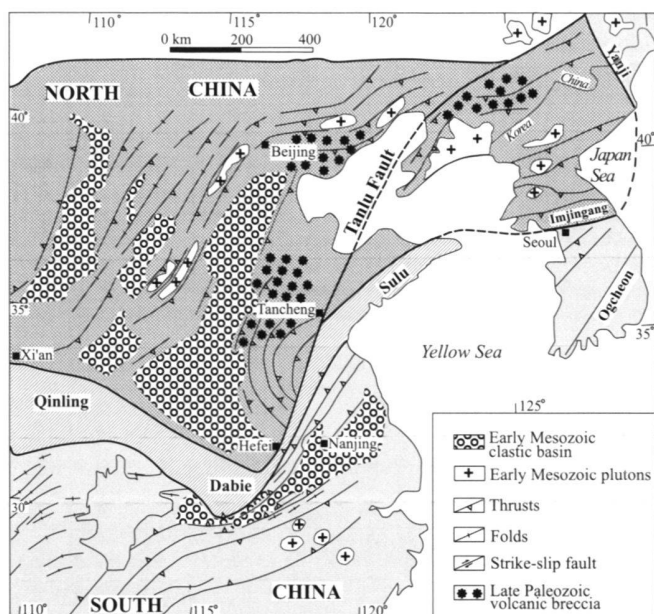 110°
115°
120°
0 km
200
400
NORTH
CHINA
Yanji
China
40°
Korea
40°
Beijing
Japan
Sea
Tanlu Fault
Imjingang
Seoul
35°
Tancheng
Sulu
Ogcheon
35°
Xi'an
Yellow Sea
Qinling
125°
Hefei
Nanjing
Dabie
30°
Early Mesozoic
clastic basin
Early Mesozoic plutons
Thrusts
Folds
Strike-slip fault
Late Paleozoic
volcanic breccia
SOUTH
CHINA
110°
115°
120°